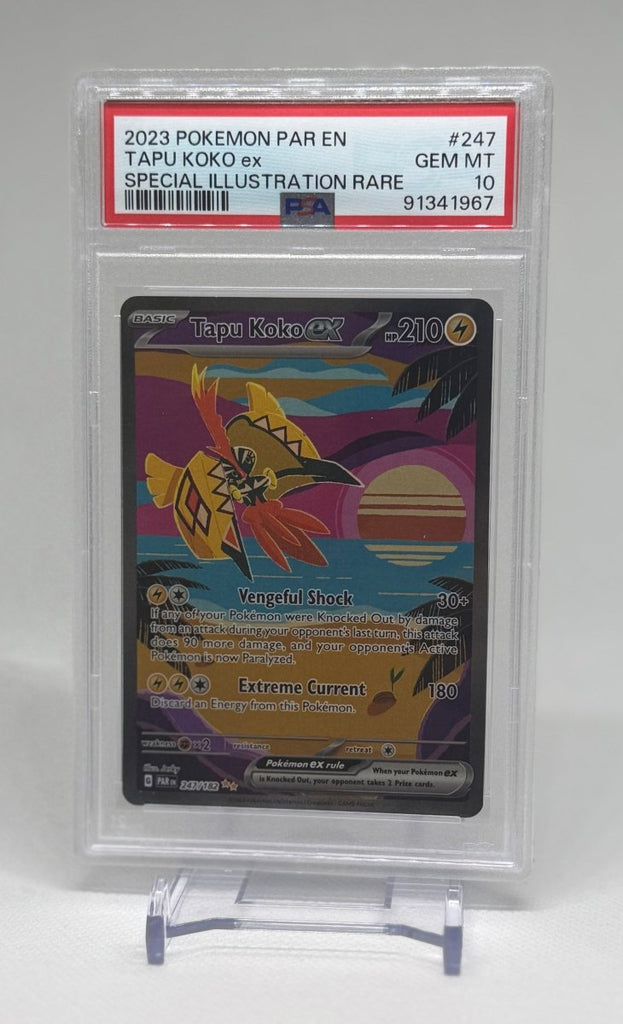 2023 POKEMON PAR EN #247
TAPU KOKO ex GEM MT
SPECIAL ILLUSTRATION RARE 10
PSA 91341967
BASIC Tapu Koko ex HP 210
Vengeful Shock 30+
If any of your Pokémon were Knocked Out by damage
from an attack during your opponent's last turn, this attack
does 90 more damage, and your opponent's Active
Pokémon is now Paralyzed.
Extreme Current 180
Discard an Energy from this Pokémon.
weakness ×2 resistance retreat
Illus. Jerky
Pokémon ex rule When your Pokémon ex
is Knocked Out, your opponent takes 2 Prize cards.
G PAR EN 247/182